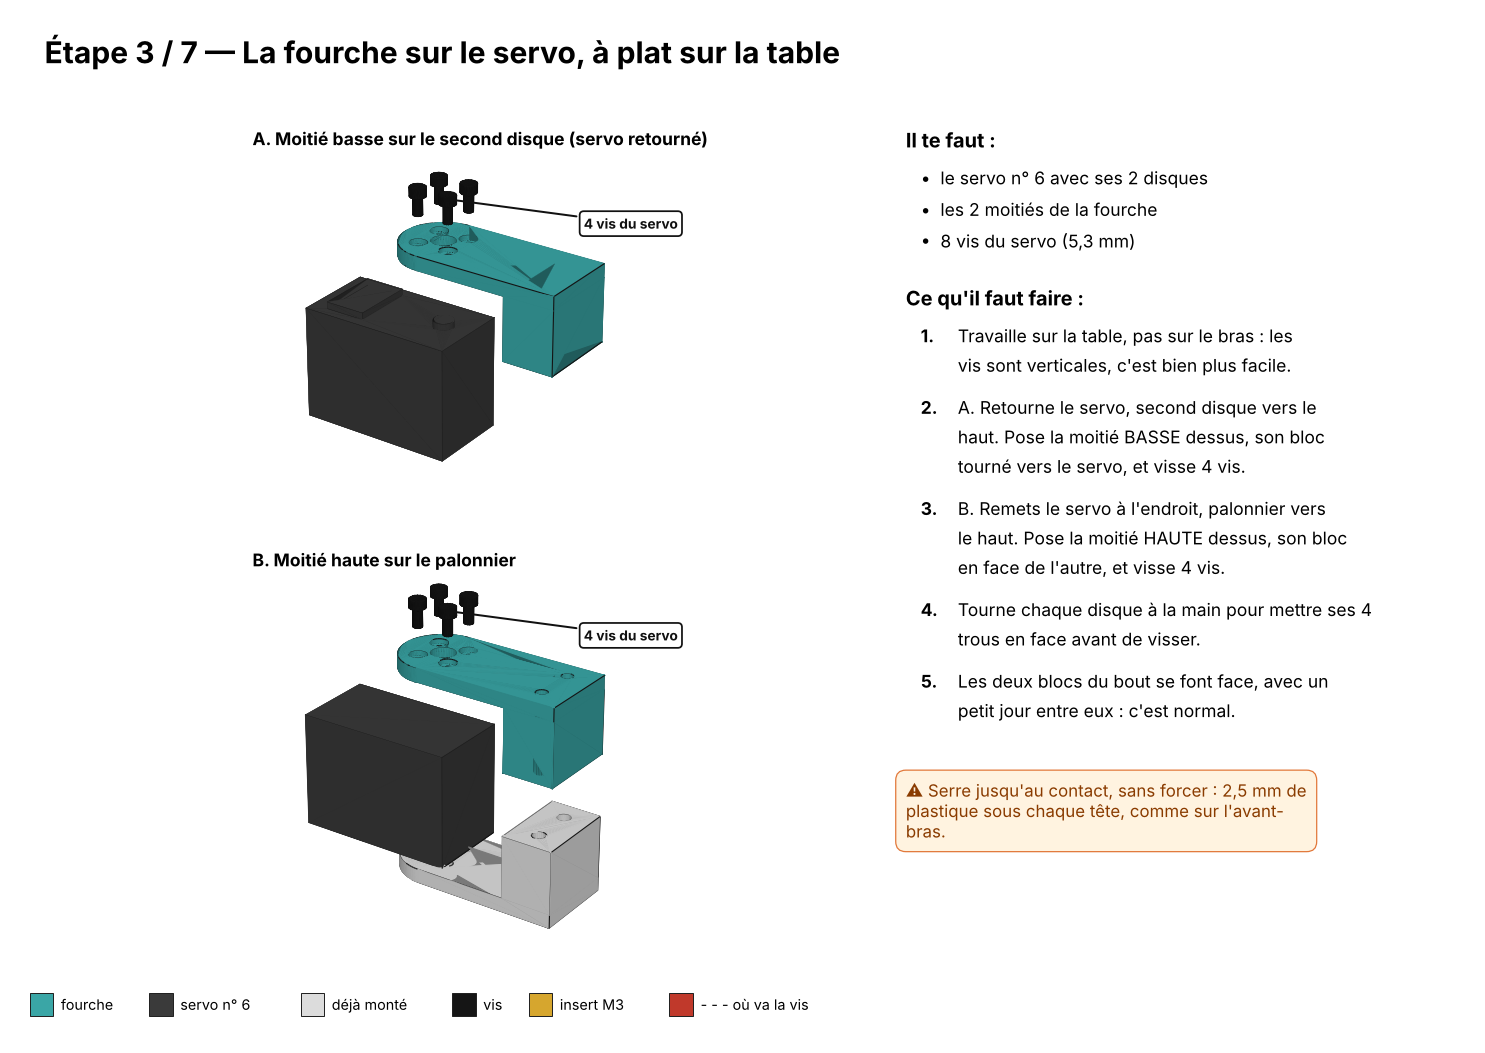 Étape 3 / 7 — La fourche sur le servo, à plat sur la table
A. Moitié basse sur le second disque (servo retourné)
4 vis du servo
B. Moitié haute sur le palonnier
4 vis du servo
Il te faut :
• le servo n° 6 avec ses 2 disques
• les 2 moitiés de la fourche
• 8 vis du servo (5,3 mm)
Ce qu'il faut faire :
1. Travaille sur la table, pas sur le bras : les
vis sont verticales, c'est bien plus facile.
2. A. Retourne le servo, second disque vers le
haut. Pose la moitié BASSE dessus, son bloc
tourné vers le servo, et visse 4 vis.
3. B. Remets le servo à l'endroit, palonnier vers
le haut. Pose la moitié HAUTE dessus, son bloc
en face de l'autre, et visse 4 vis.
4. Tourne chaque disque à la main pour mettre ses 4
trous en face avant de visser.
5. Les deux blocs du bout se font face, avec un
petit jour entre eux : c'est normal.
⚠ Serre jusqu'au contact, sans forcer : 2,5 mm de
plastique sous chaque tête, comme sur l'avant-
bras.
fourche
servo n° 6
déjà monté
vis
insert M3
- - - où va la vis